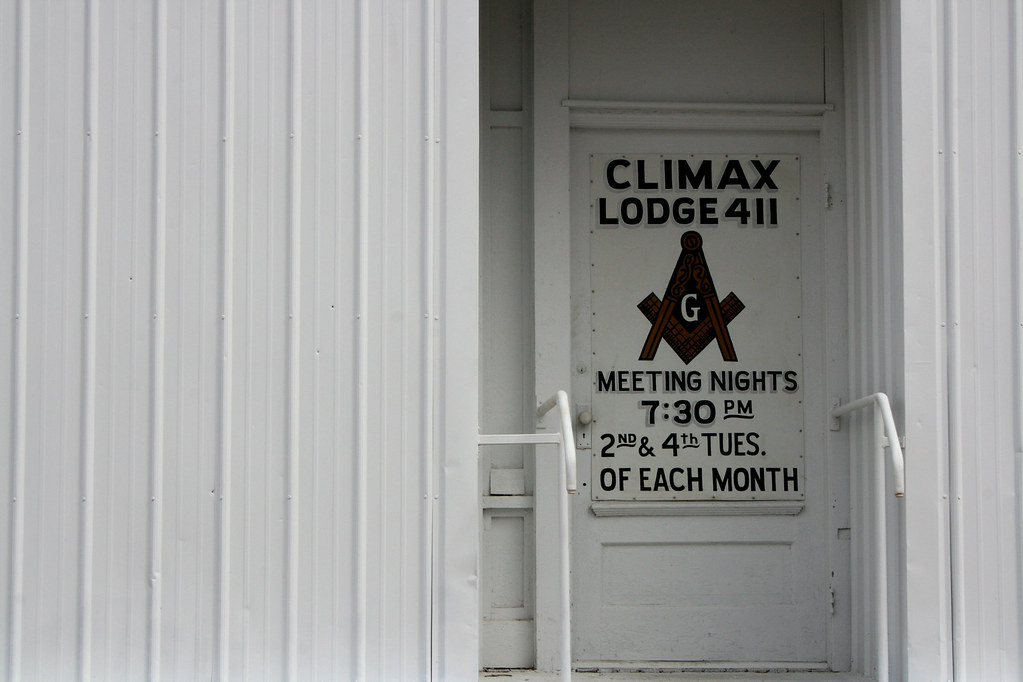 CLIMAX
LODGE 411
G
MEETING NIGHTS
7:30 PM
2ND & 4th TUES.
OF EACH MONTH